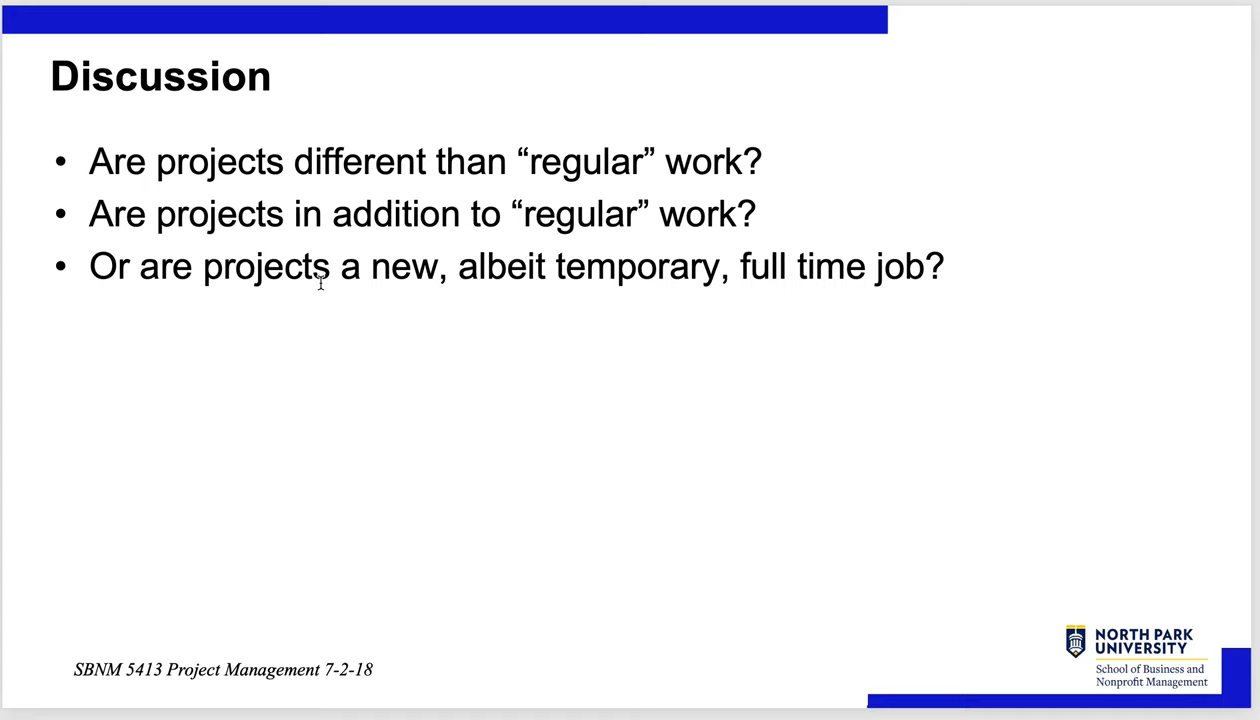 Discussion
• Are projects different than “regular” work?
• Are projects in addition to “regular” work?
• Or are projects a new, albeit temporary, full time job?
SBNM 5413 Project Management 7-2-18
NORTH PARK
UNIVERSITY
School of Business and
Nonprofit Management